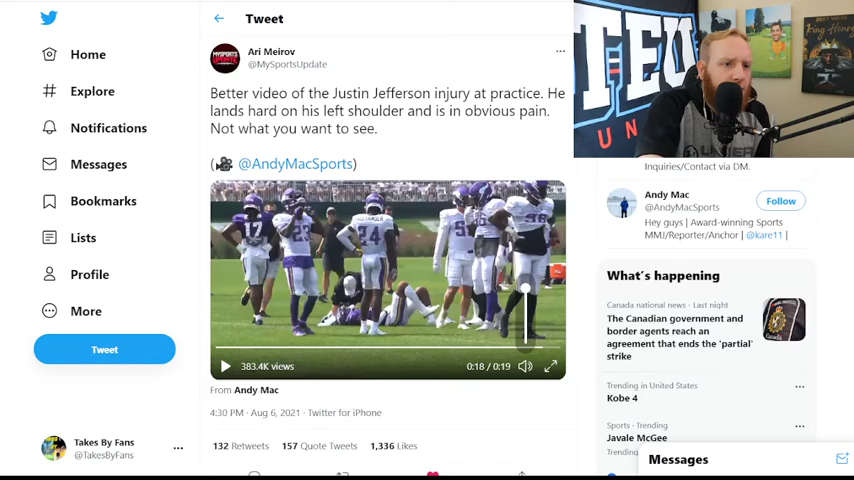 Home
Explore
Notifications
Messages
Bookmarks
Lists
Profile
More
Tweet
Takes By Fans
@TakesByFans
Tweet
Ari Meirov
@MySportsUpdate
Better video of the Justin Jefferson injury at practice. He
lands hard on his left shoulder and is in obvious pain.
Not what you want to see.
(🎥 @AndyMacSports)
17
23
24
383.4K views
0:18 / 0:19
From Andy Mac
4:30 PM · Aug 6, 2021 · Twitter for iPhone
132 Retweets 157 Quote Tweets 1,336 Likes
Inquiries/Contact via DM.
Andy Mac
@AndyMacSports
Follow
Hey guys | Award-winning Sports
MMJ/Reporter/Anchor | @kare11 |
What's happening
Canada national news · Last night
The Canadian government and
border agents reach an
agreement that ends the 'partial'
strike
Trending in United States
Kobe 4
Sports · Trending
Javale McGee
Trending
Messages
King Henry